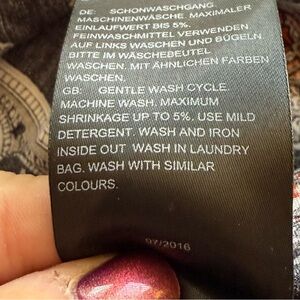 DE: SCHONWASCHGANG
MASCHINENWÄSCHE. MAXIMALER
EINLAUFWERT BIS 5%.
FEINWASCHMITTEL VERWENDEN.
AUF LINKS WASCHEN UND BÜGELN.
BITTE IM WÄSCHEBEUTEL
WASCHEN. MIT ÄHNLICHEN FARBEN
WASCHEN.
GB: GENTLE WASH CYCLE.
MACHINE WASH. MAXIMUM
SHRINKAGE UP TO 5%. USE MILD
DETERGENT. WASH AND IRON
INSIDE OUT WASH IN LAUNDRY
BAG. WASH WITH SIMILAR
COLOURS.
07/2016